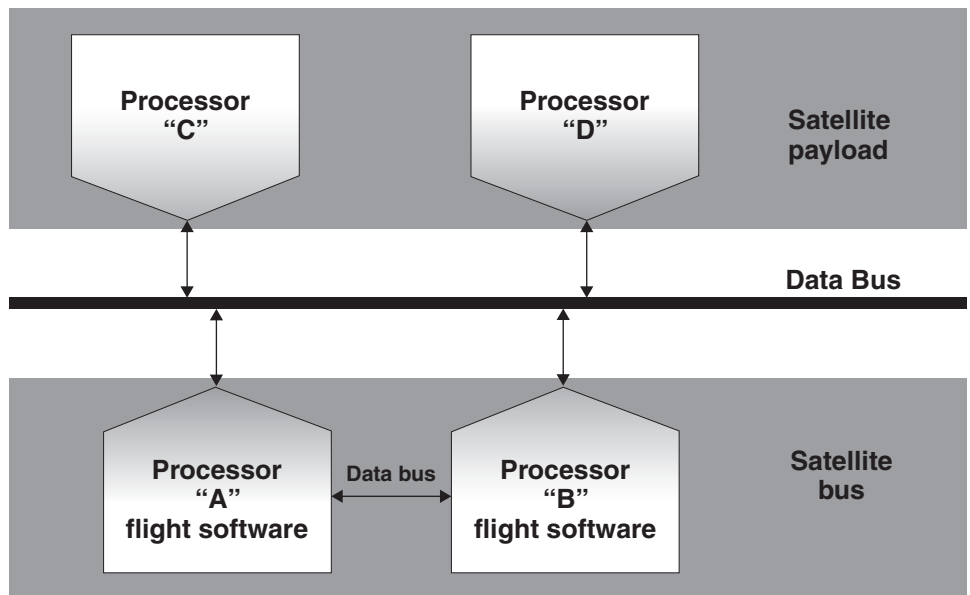 Processor
“C”
Processor
“D”
Satellite
payload
Data Bus
Processor
“A”
flight software
Data bus
Processor
“B”
flight software
Satellite
bus